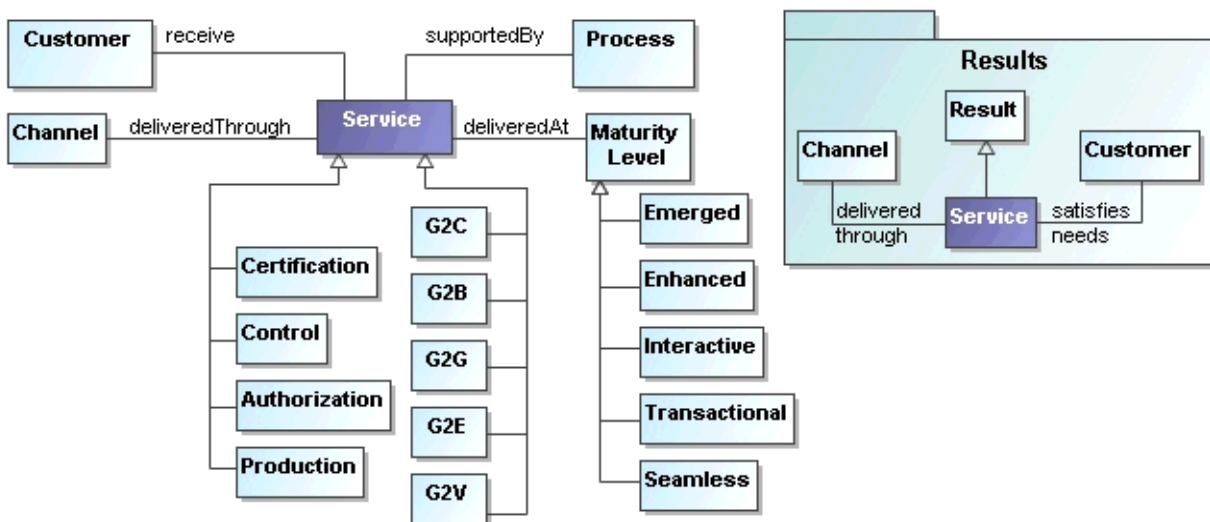 Customer
receive
supportedBy
Process
Channel
deliveredThrough
Service
deliveredAt
Maturity
Level
Certification
Control
Authorization
Production
G2C
G2B
G2G
G2E
G2V
Emerged
Enhanced
Interactive
Transactional
Seamless
Results
Result
Channel
Customer
delivered
through
Service
satisfies
needs